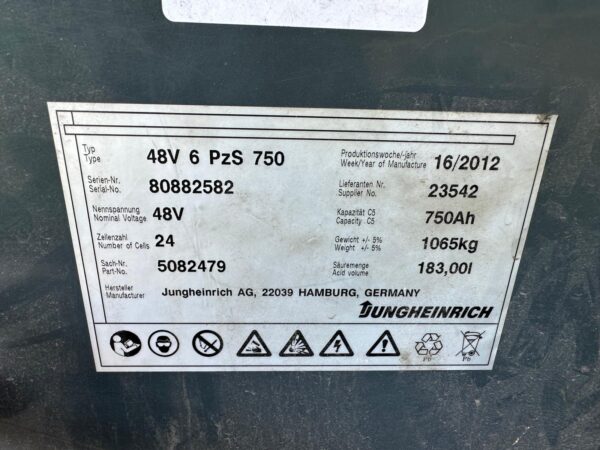 Typ
Type 48V 6 PzS 750
Produktionswoche/-jahr
Week/Year of Manufacture 16/2012
Serien-Nr.
Serial-No. 80882582
Lieferanten Nr.
Supplier No. 23542
Nennspannung
Nominal Voltage 48V
Kapazität C5
Capacity C5 750Ah
Zellenzahl
Number of Cells 24
Gewicht +/- 5%
Weight +/- 5% 1065kg
Sach-Nr.
Part-No. 5082479
Säuremenge
Acid volume 183,00l
Hersteller
Manufacturer Jungheinrich AG, 22039 HAMBURG, GERMANY
JUNGHEINRICH
Pb Pb